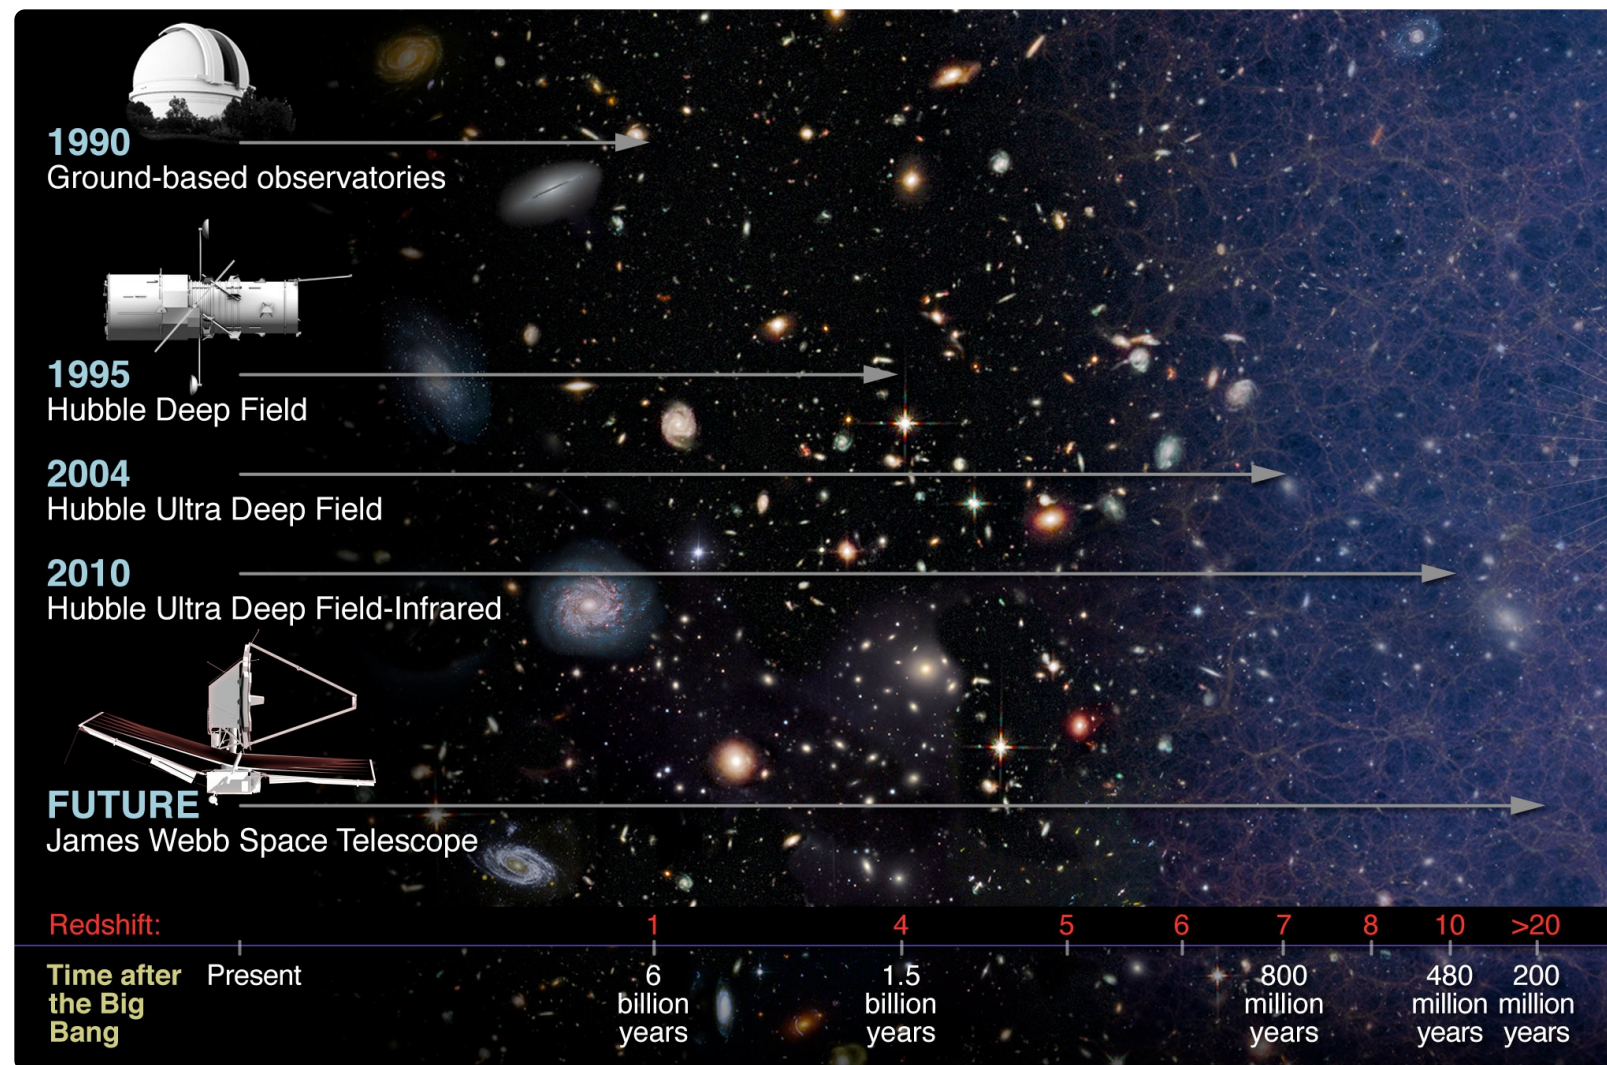 1990
Ground-based observatories
1995
Hubble Deep Field
2004
Hubble Ultra Deep Field
2010
Hubble Ultra Deep Field-Infrared
FUTURE
James Webb Space Telescope
Redshift: 1 4 5 6 7 8 10 >20
Time after Present 6 1.5 800 480 200
the Big billion billion million million million
Bang years years years years years